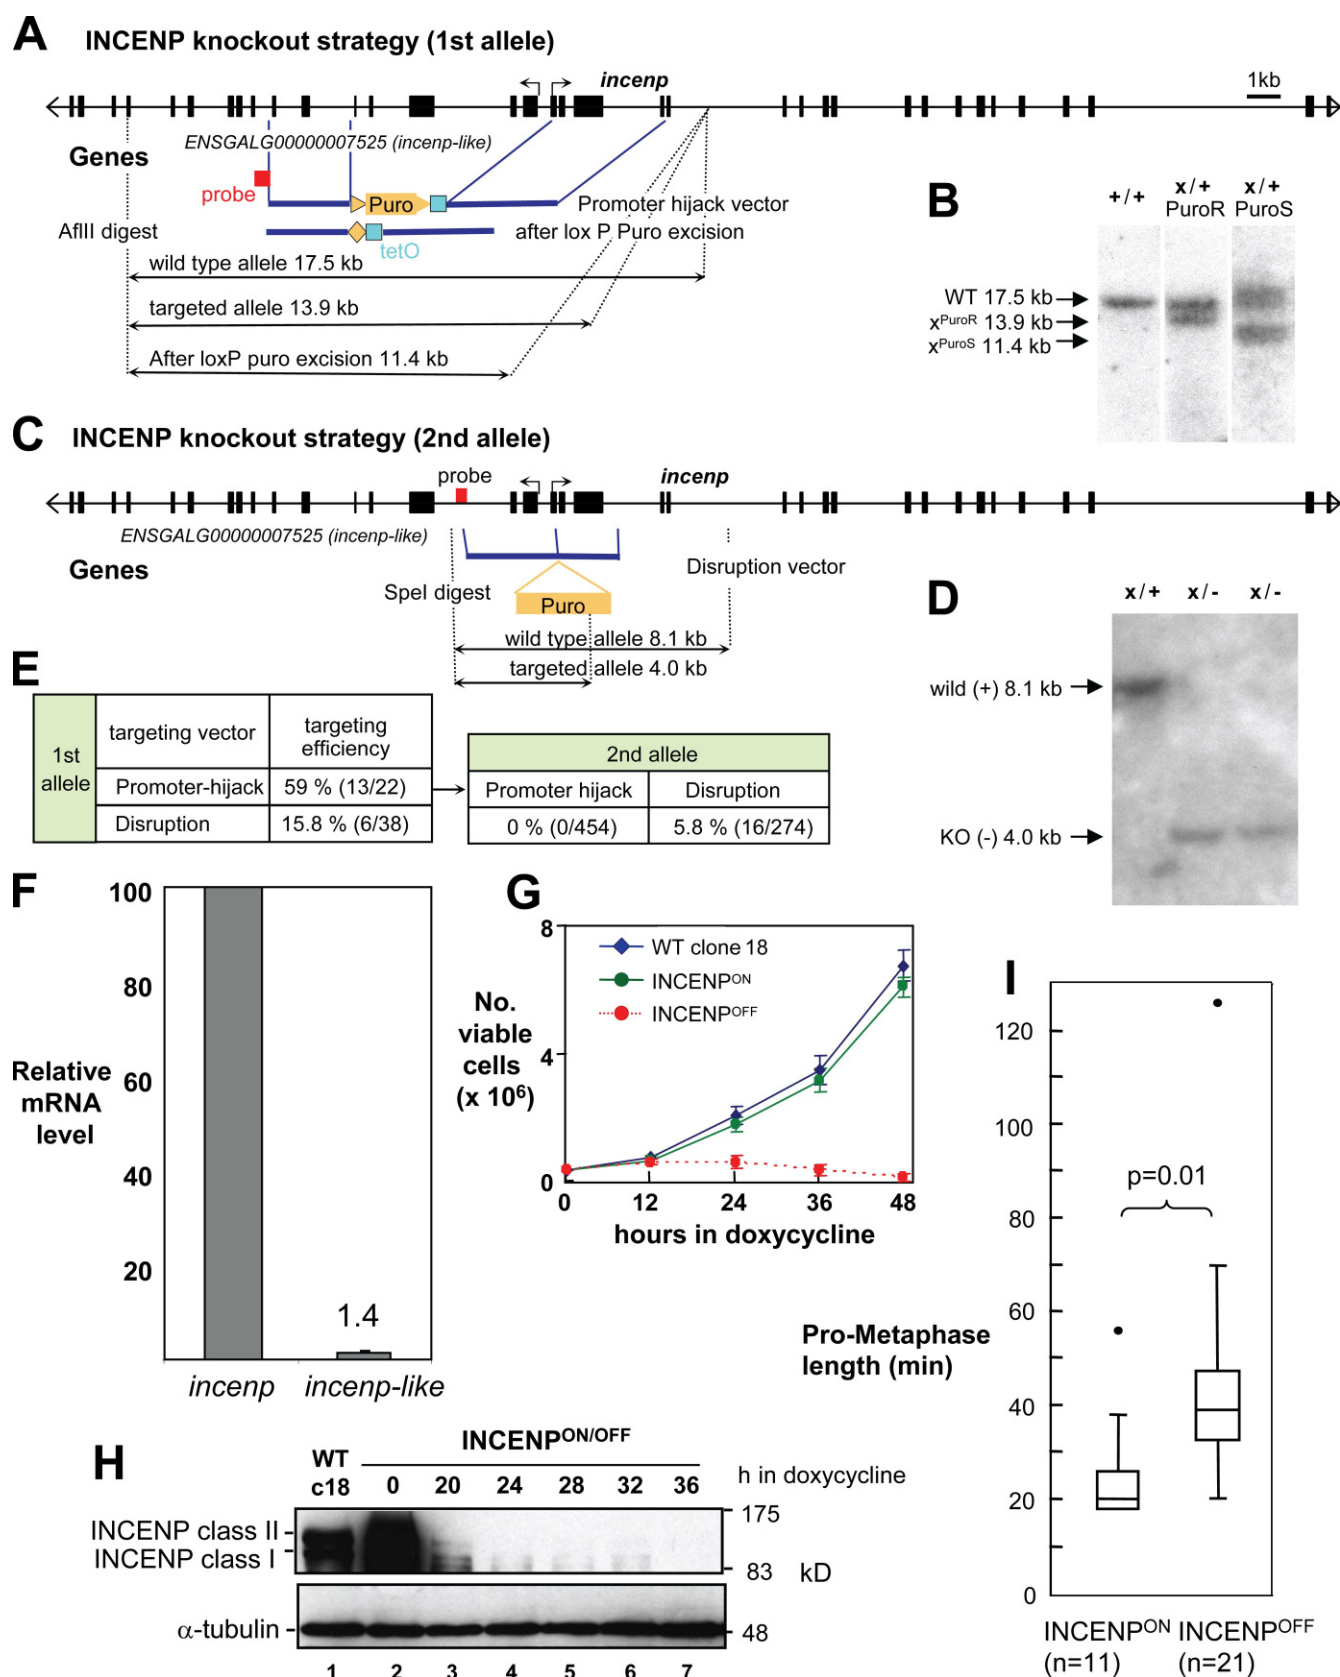 A INCENP knockout strategy (1st allele)
incenp
1kb
ENSGALG00000007525 (incenp-like)
Genes
probe
Puro
Promoter hijack vector
AflII digest
after lox P Puro excision
tetO
wild type allele 17.5 kb
targeted allele 13.9 kb
After loxP puro excision 11.4 kb
B
+/+
x/+ PuroR
x/+ PuroS
WT 17.5 kb
xPuroR 13.9 kb
xPuroS 11.4 kb
C INCENP knockout strategy (2nd allele)
probe
incenp
ENSGALG00000007525 (incenp-like)
Genes
Disruption vector
SpeI digest
Puro
wild type allele 8.1 kb
targeted allele 4.0 kb
D
x/+ x/- x/-
wild (+) 8.1 kb
KO (-) 4.0 kb
E
1st allele
targeting vector
targeting efficiency
Promoter-hijack 59 % (13/22)
Disruption 15.8 % (6/38)
2nd allele
Promoter hijack Disruption
0 % (0/454) 5.8 % (16/274)
F
100
80
60
40
20
Relative mRNA level
1.4
incenp incenp-like
G
8
4
0
No. viable cells (x 10⁶)
WT clone 18
INCENPᴼᴺ
INCENPᴼᶠᶠ
0 12 24 36 48
hours in doxycycline
H
WT c18
INCENPᴼᴺ/ᴼᶠᶠ
0 20 24 28 32 36
h in doxycycline
INCENP class II
INCENP class I
175
83
kD
α-tubulin
48
1 2 3 4 5 6 7
I
120
100
80
60
40
20
0
p=0.01
Pro-Metaphase length (min)
INCENPᴼᴺ (n=11)
INCENPᴼᶠᶠ (n=21)